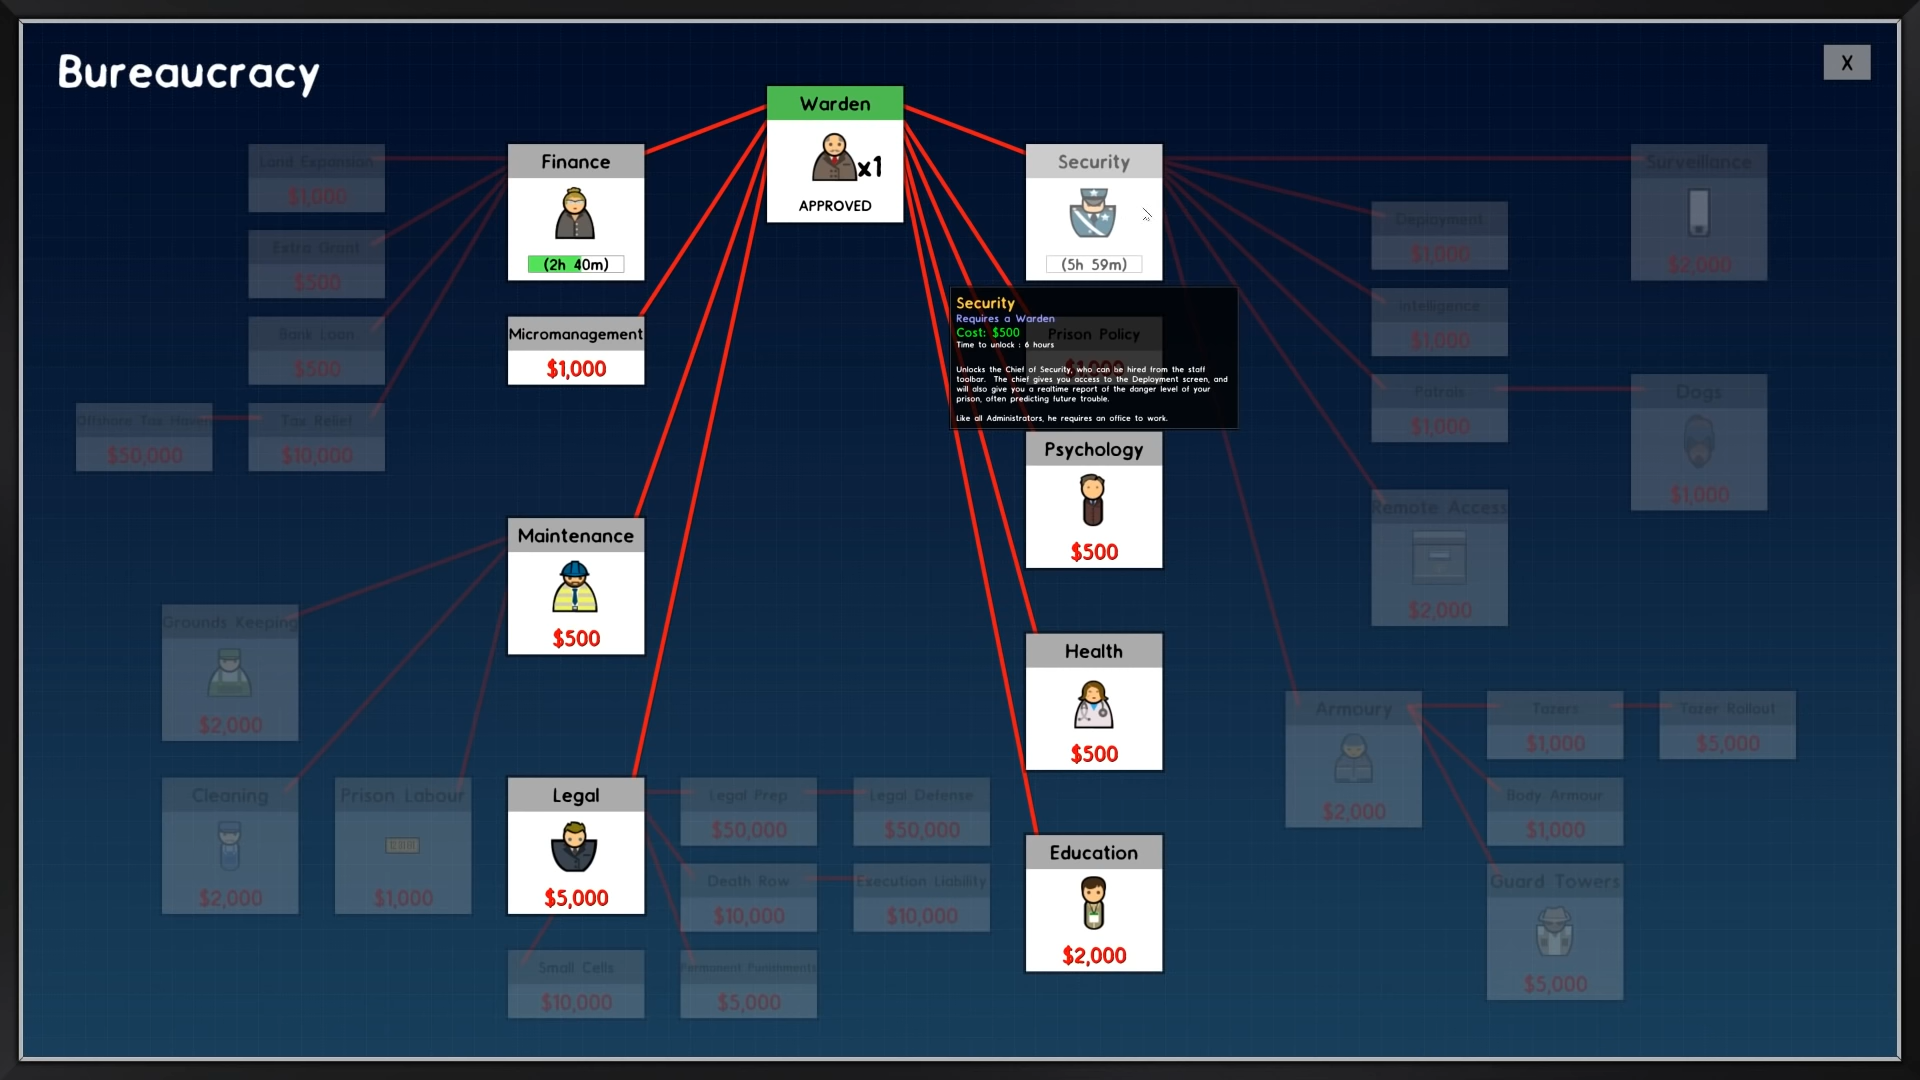 Bureaucracy
X
Warden
x1
APPROVED
Finance
(2h 40m)
Security
(5h 59m)
Land Expansion
$1,000
Surveillance
$2,000
Extra Grant
$500
Deployment
$1,000
Micromanagement
$1,000
Bank Loan
$500
Intelligence
$1,000
Security
Requires a Warden
Cost: $500
Time to unlock : 6 hours
Unlocks the Chief of Security, who can be hired from the staff
toolbar. The chief gives you access to the Deployment screen, and
will also give you a realtime report of the danger level of your
prison, often predicting future trouble.
Like all Administrators, he requires an office to work.
Prison Policy
$1,000
Offshore Tax Haven
$50,000
Tax Relief
$10,000
Patrols
$1,000
Dogs
$1,000
Psychology
$500
Remote Access
$2,000
Maintenance
$500
Grounds Keeping
$2,000
Health
$500
Armoury
$2,000
Tazers
$1,000
Tazer Rollout
$5,000
Cleaning
$2,000
Prison Labour
$1,000
Legal
$5,000
Legal Prep
$50,000
Legal Defense
$50,000
Body Armour
$1,000
Death Row
$10,000
Execution Liability
$10,000
Education
$2,000
Guard Towers
$5,000
Small Cells
$10,000
Permanent Punishments
$5,000